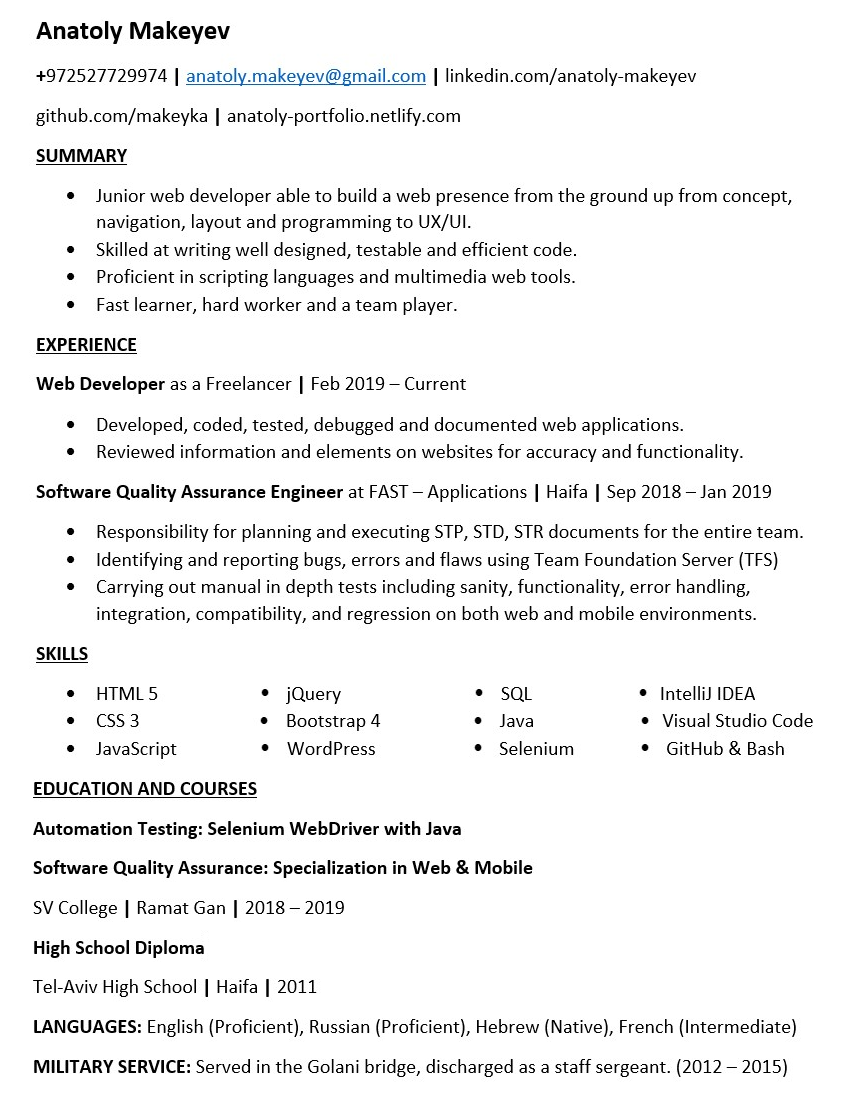 Anatoly Makeyev
+972527729974 | anatoly.makeyev@gmail.com | linkedin.com/anatoly-makeyev
github.com/makeyka | anatoly-portfolio.netlify.com
SUMMARY
• Junior web developer able to build a web presence from the ground up from concept,
navigation, layout and programming to UX/UI.
• Skilled at writing well designed, testable and efficient code.
• Proficient in scripting languages and multimedia web tools.
• Fast learner, hard worker and a team player.
EXPERIENCE
Web Developer as a Freelancer | Feb 2019 – Current
• Developed, coded, tested, debugged and documented web applications.
• Reviewed information and elements on websites for accuracy and functionality.
Software Quality Assurance Engineer at FAST – Applications | Haifa | Sep 2018 – Jan 2019
• Responsibility for planning and executing STP, STD, STR documents for the entire team.
• Identifying and reporting bugs, errors and flaws using Team Foundation Server (TFS)
• Carrying out manual in depth tests including sanity, functionality, error handling,
integration, compatibility, and regression on both web and mobile environments.
SKILLS
• HTML 5 • jQuery • SQL • IntelliJ IDEA
• CSS 3 • Bootstrap 4 • Java • Visual Studio Code
• JavaScript • WordPress • Selenium • GitHub & Bash
EDUCATION AND COURSES
Automation Testing: Selenium WebDriver with Java
Software Quality Assurance: Specialization in Web & Mobile
SV College | Ramat Gan | 2018 – 2019
High School Diploma
Tel-Aviv High School | Haifa | 2011
LANGUAGES: English (Proficient), Russian (Proficient), Hebrew (Native), French (Intermediate)
MILITARY SERVICE: Served in the Golani bridge, discharged as a staff sergeant. (2012 – 2015)